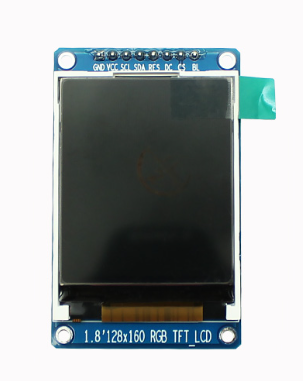 GND VCC SCL SDA RES DC CS BL
1.8'128x160 RGB TFT_LCD